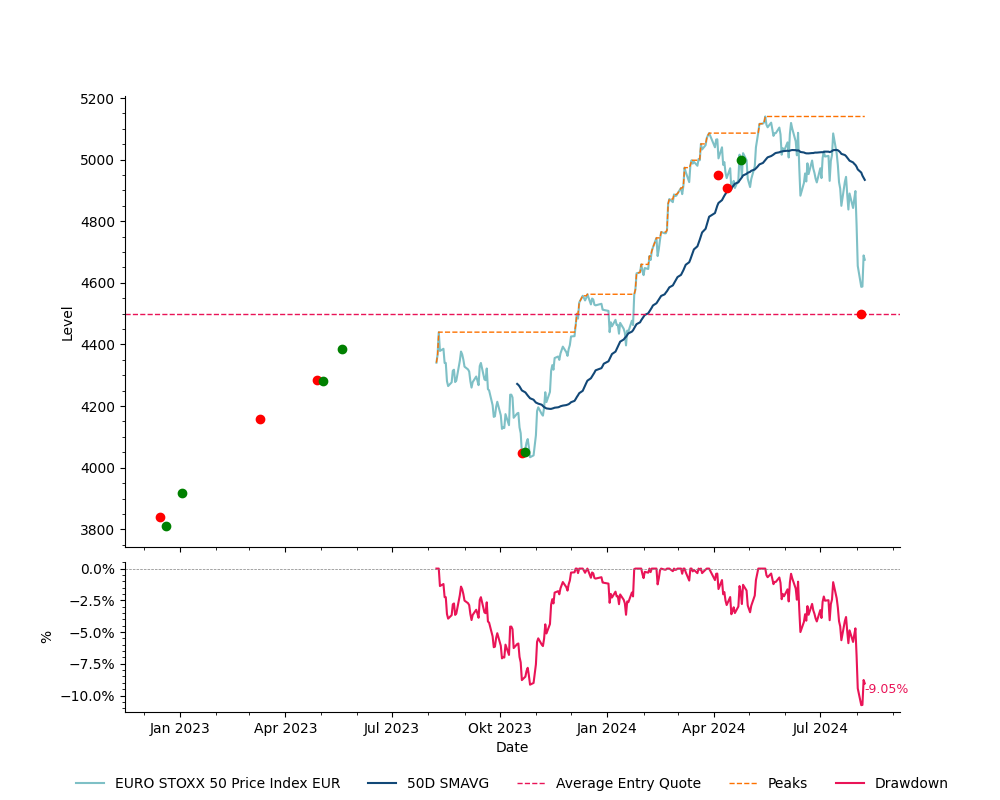 5200
5000
4800
4600
4400
4200
4000
3800
Level
0.0%
−2.5%
−5.0%
−7.5%
−10.0%
%
-9.05%
Jan 2023
Apr 2023
Jul 2023
Okt 2023
Jan 2024
Apr 2024
Jul 2024
Date
EURO STOXX 50 Price Index EUR
50D SMAVG
Average Entry Quote
Peaks
Drawdown